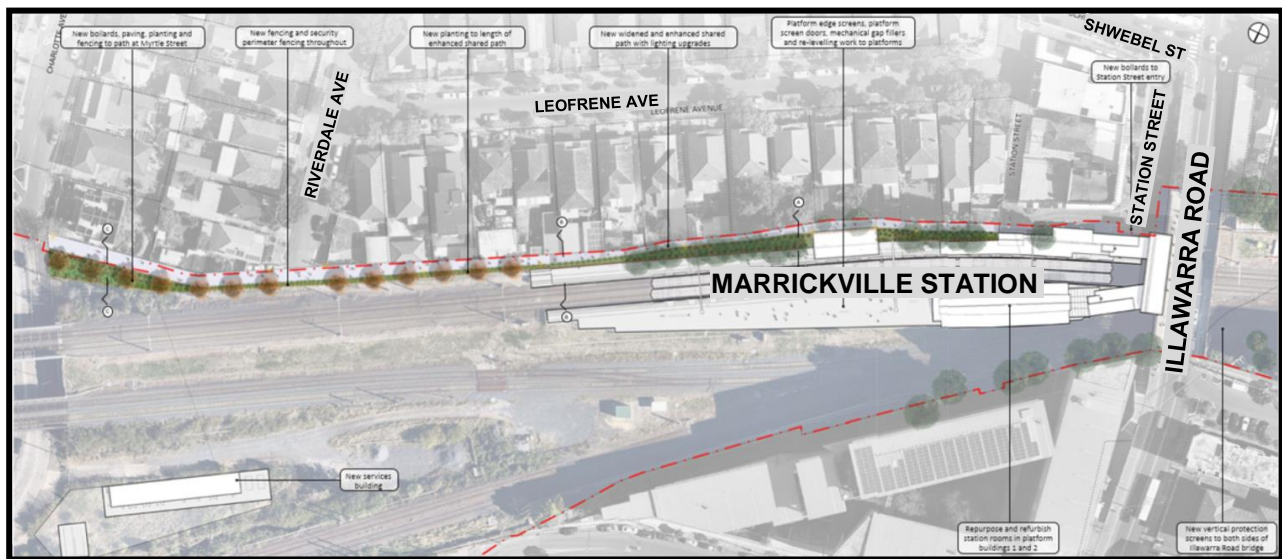 New bollards, paving, planting and
fencing to path at Myrtle Street
New fencing and security
perimeter fencing throughout
New planting to length of
enhanced shared path
New widened and enhanced shared
path with lighting upgrades
Platform edge screens, platform
screen doors, mechanical gap fillers
and re-levelling work to platforms
SHWEBEL ST
New bollards to
Station Street entry
CHARLOTTE AVE
RIVERDALE AVE
LEOFRENE AVE
LEOFRENE AVENUE
STATION STREET
STATION STREET
ILLAWARRA ROAD
C
B
A
MARRICKVILLE STATION
C
B
New services
building
Repurpose and refurbish
station rooms in platform
buildings 1 and 2
New vertical protection
screens to both sides of
Illawarra Road bridge